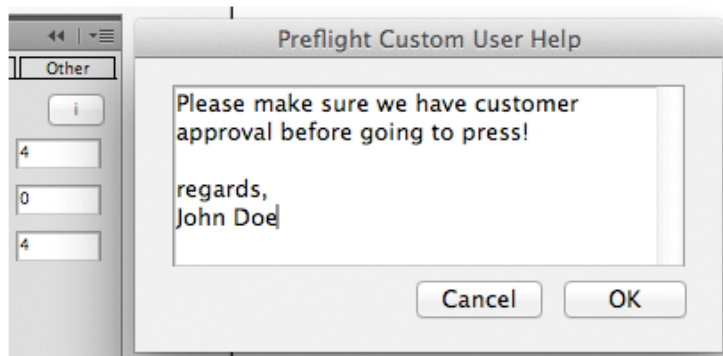 Other
i
4
0
4
Preflight Custom User Help
Please make sure we have customer
approval before going to press!
regards,
John Doe
Cancel
OK